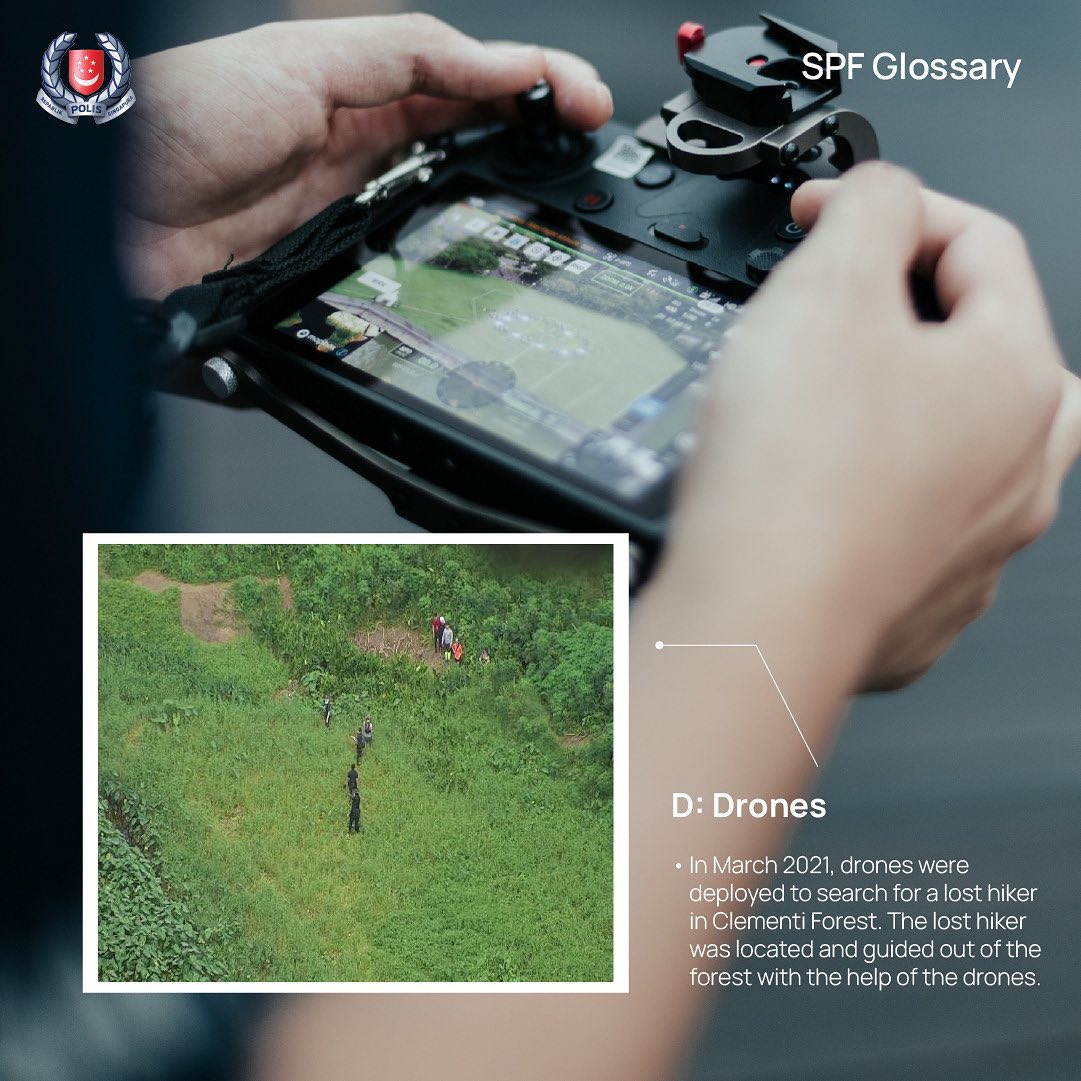 REPUBLIK
POLIS
SINGAPURA
SPF Glossary
mapbox
D: Drones
• In March 2021, drones were
deployed to search for a lost hiker
in Clementi Forest. The lost hiker
was located and guided out of the
forest with the help of the drones.